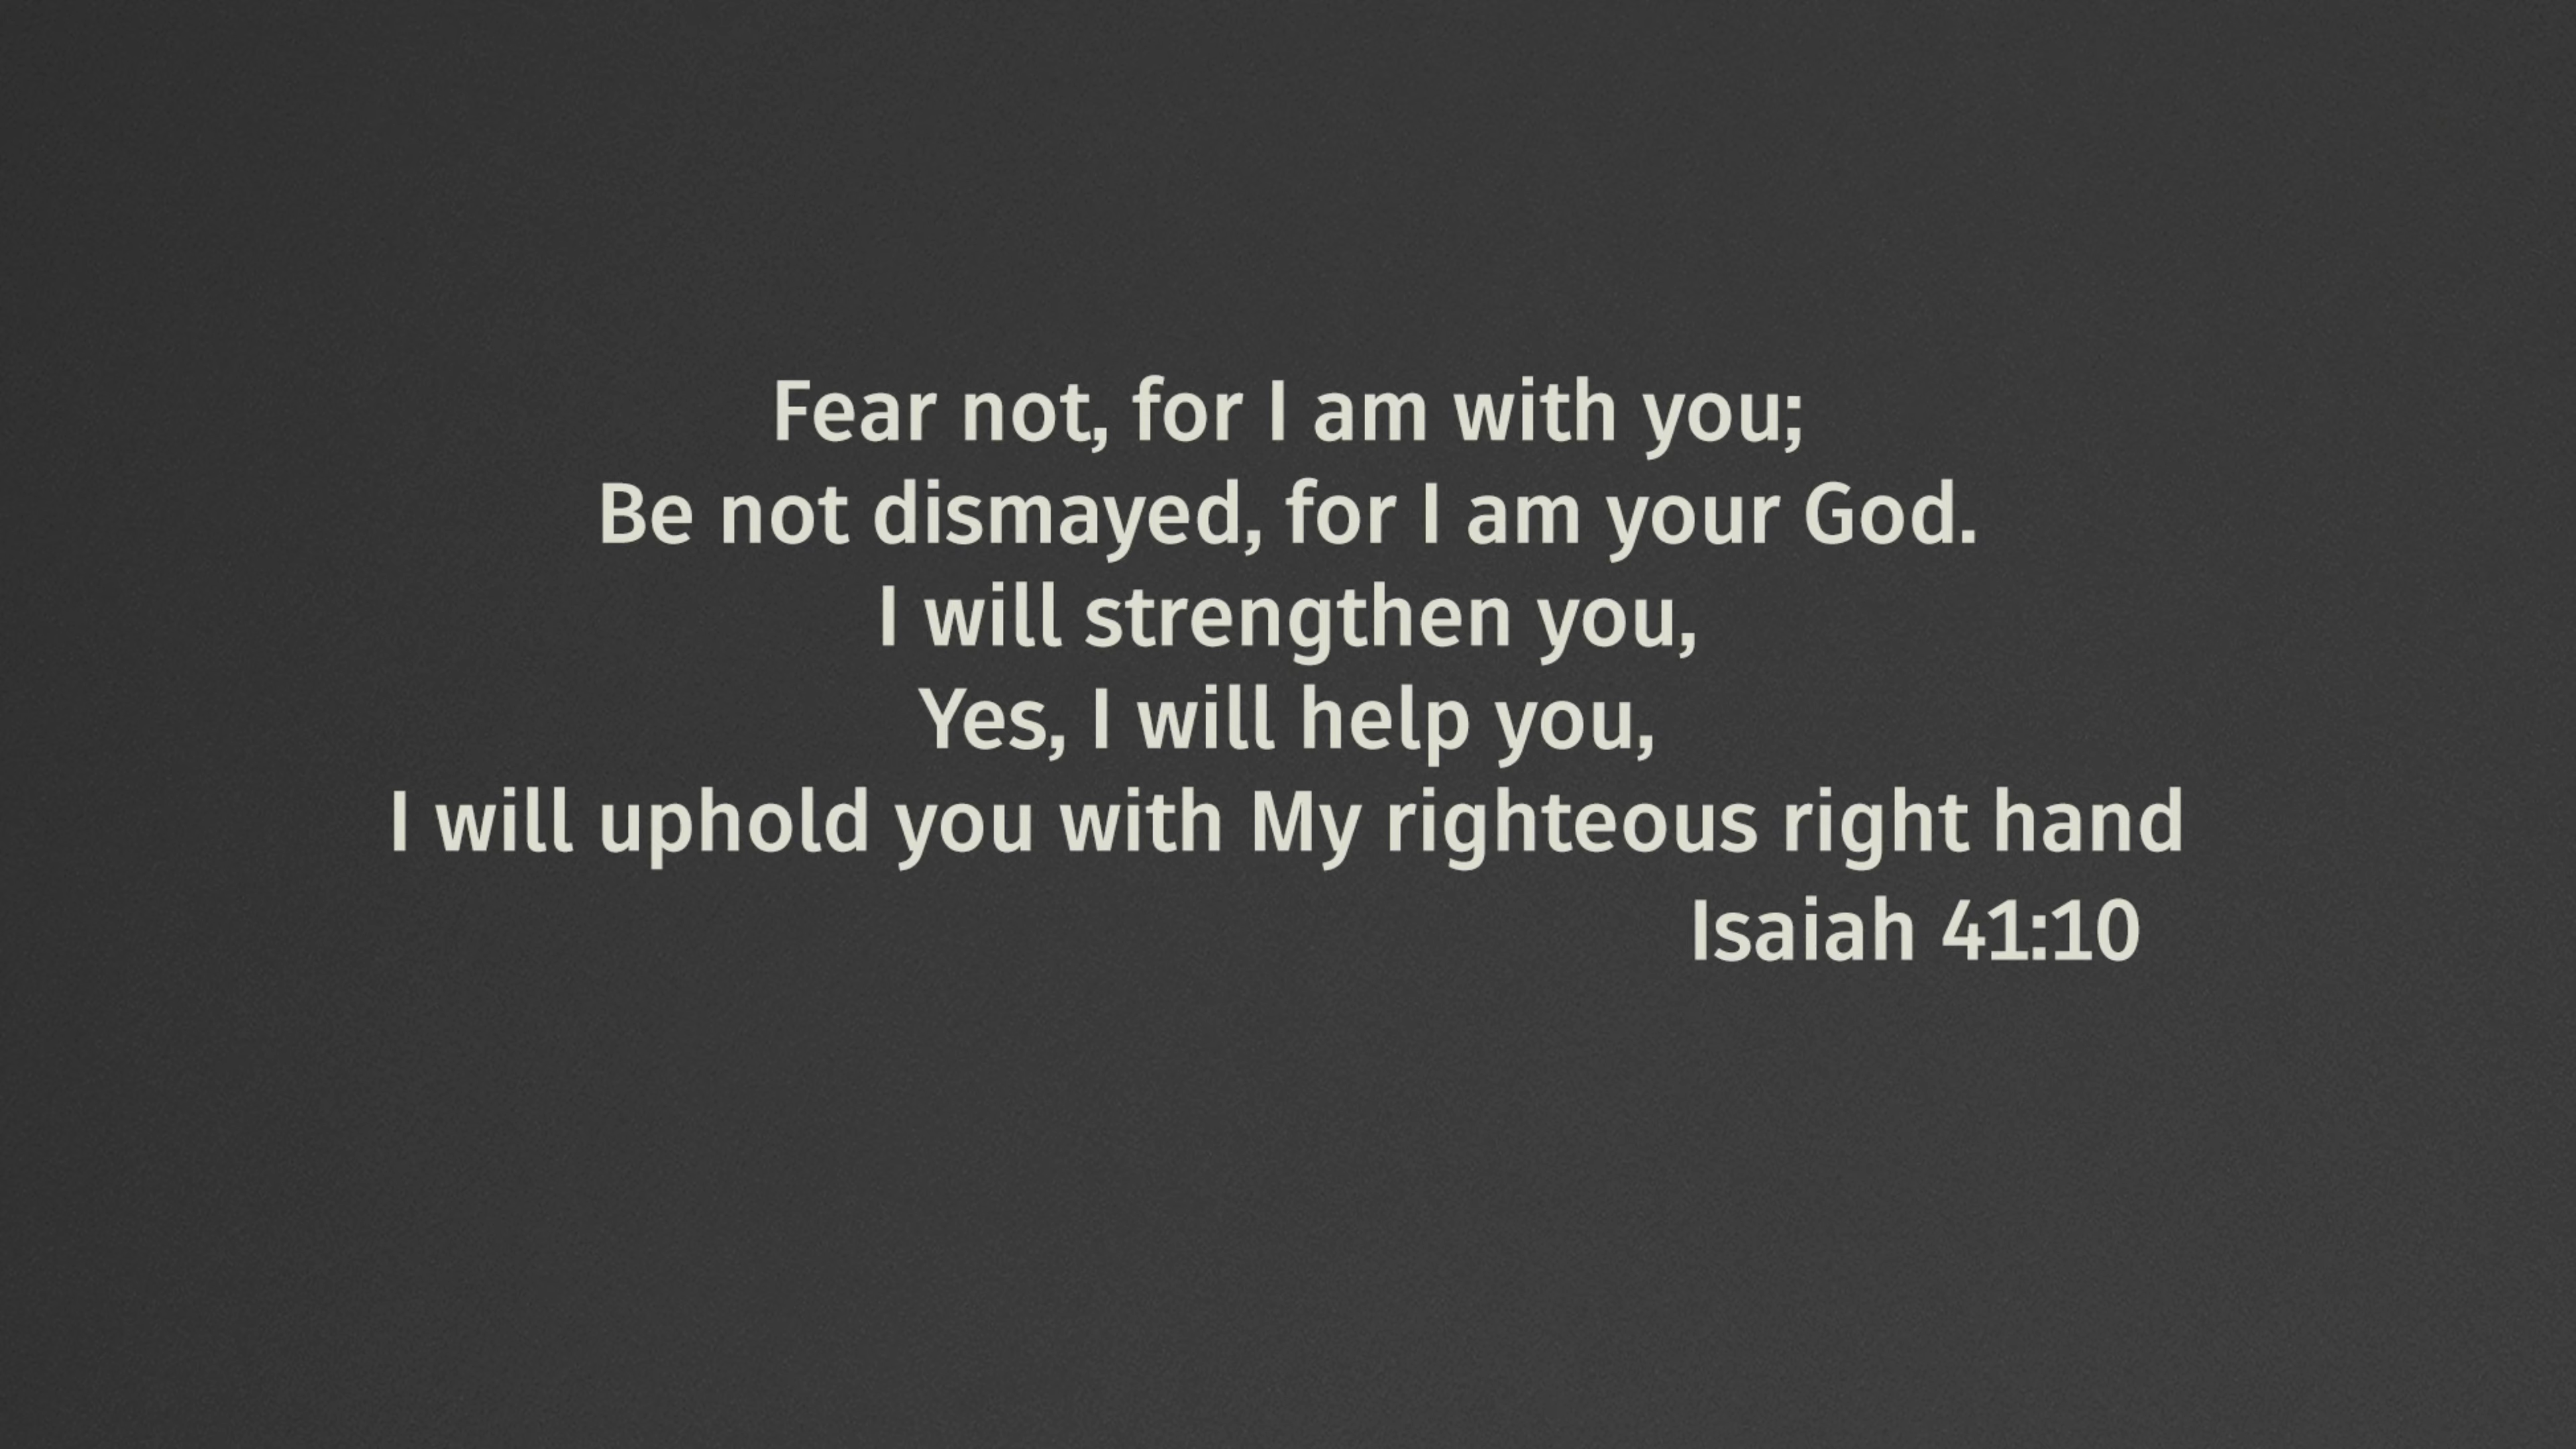 Fear not, for I am with you;
Be not dismayed, for I am your God.
I will strengthen you,
Yes, I will help you,
I will uphold you with My righteous right hand
Isaiah 41:10